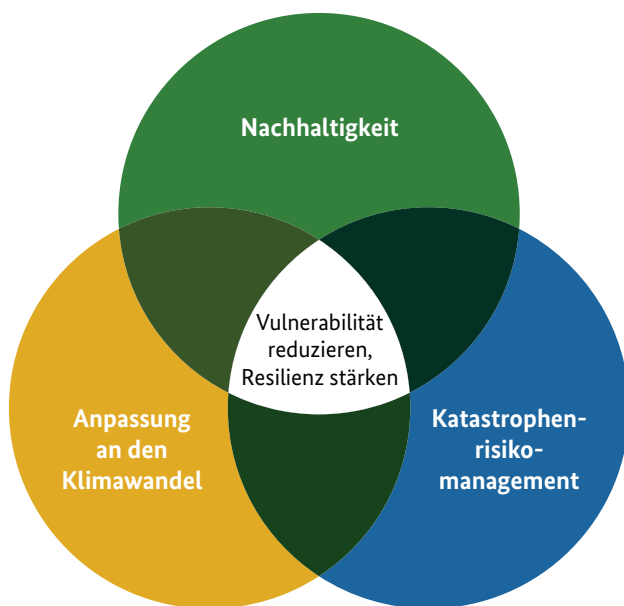 Nachhaltigkeit
Vulnerabilität
reduzieren,
Resilienz stärken
Anpassung
an den
Klimawandel
Katastrophen-
risiko-
management